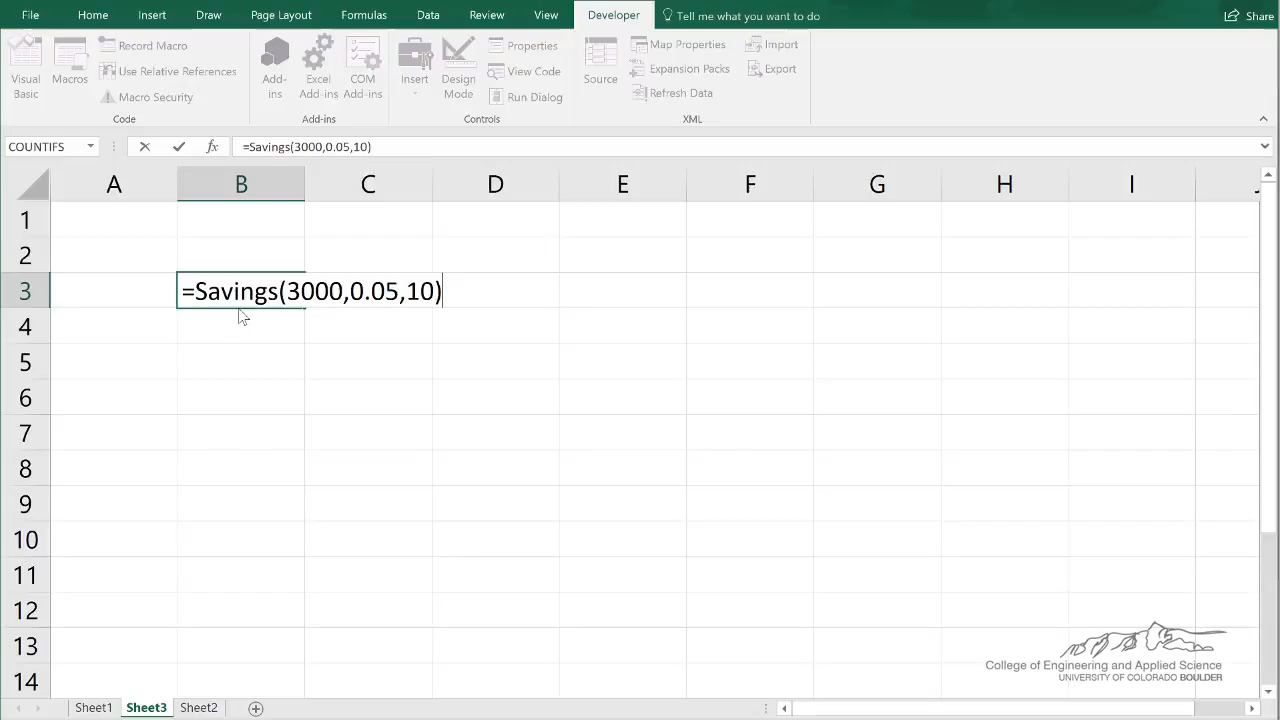 File Home Insert Draw Page Layout Formulas Data Review View Developer Tell me what you want to do Share
Visual Basic
Macros
Record Macro
Use Relative References
Macro Security
Code
Add-ins
Excel Add-ins
COM Add-ins
Add-ins
Insert
Design Mode
Properties
View Code
Run Dialog
Controls
Source
Map Properties
Expansion Packs
Refresh Data
Import
Export
XML
COUNTIFS fx =Savings(3000,0.05,10)
A B C D E F G H I J
1
2
3 =Savings(3000,0.05,10)
4
5
6
7
8
9
10
11
12
13
14
College of Engineering and Applied Science
UNIVERSITY OF COLORADO BOULDER
Sheet1 Sheet3 Sheet2